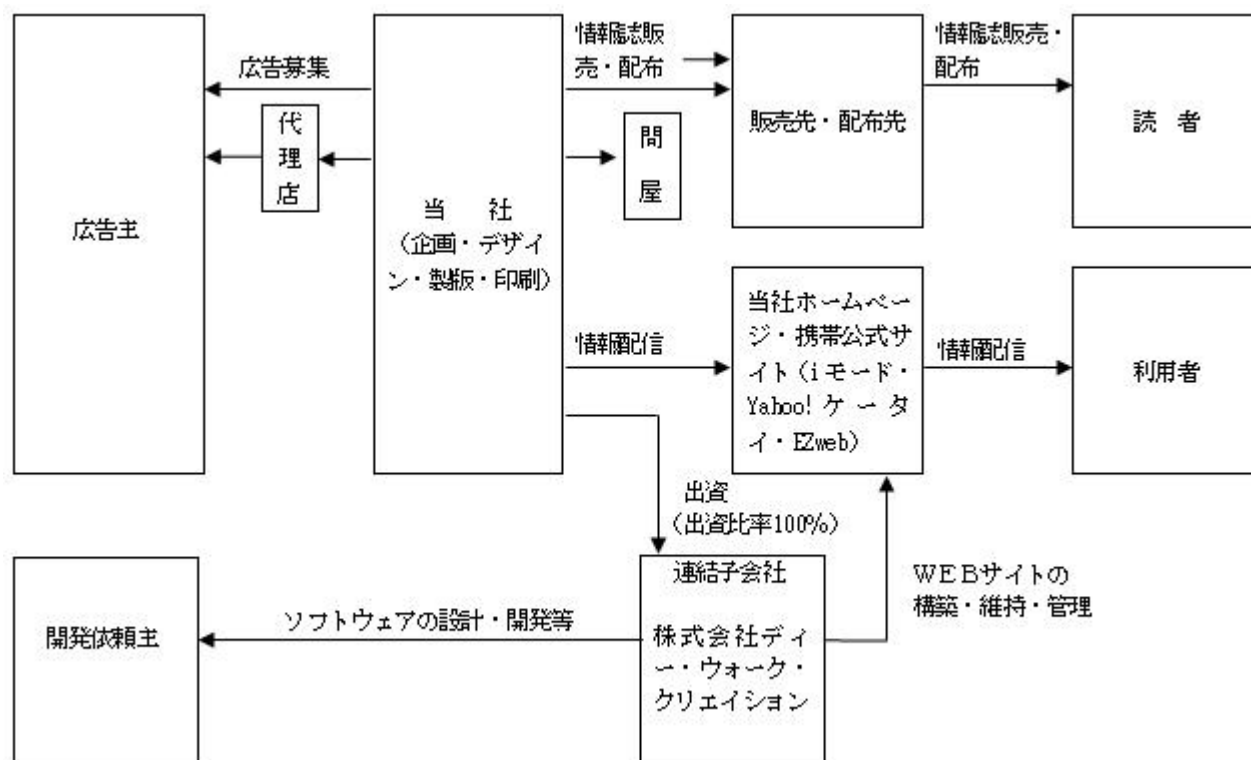 広告主
広告募集
代
理
店
当　社
（企画・デザイ
ン・製版・印刷）
情報誌販
売・配布
問
屋
販売先・配布先
情報誌販売・
配布
読　者
情報配信
当社ホームペー
ジ・携帯公式サ
イト（iモード・
Yahoo!ケータ
イ・EZweb）
情報配信
利用者
出資
（出資比率100%）
連結子会社
株式会社ディ
ー・ウォーク・
クリエイション
WEBサイトの
構築・維持・管理
ソフトウェアの設計・開発等
開発依頼主